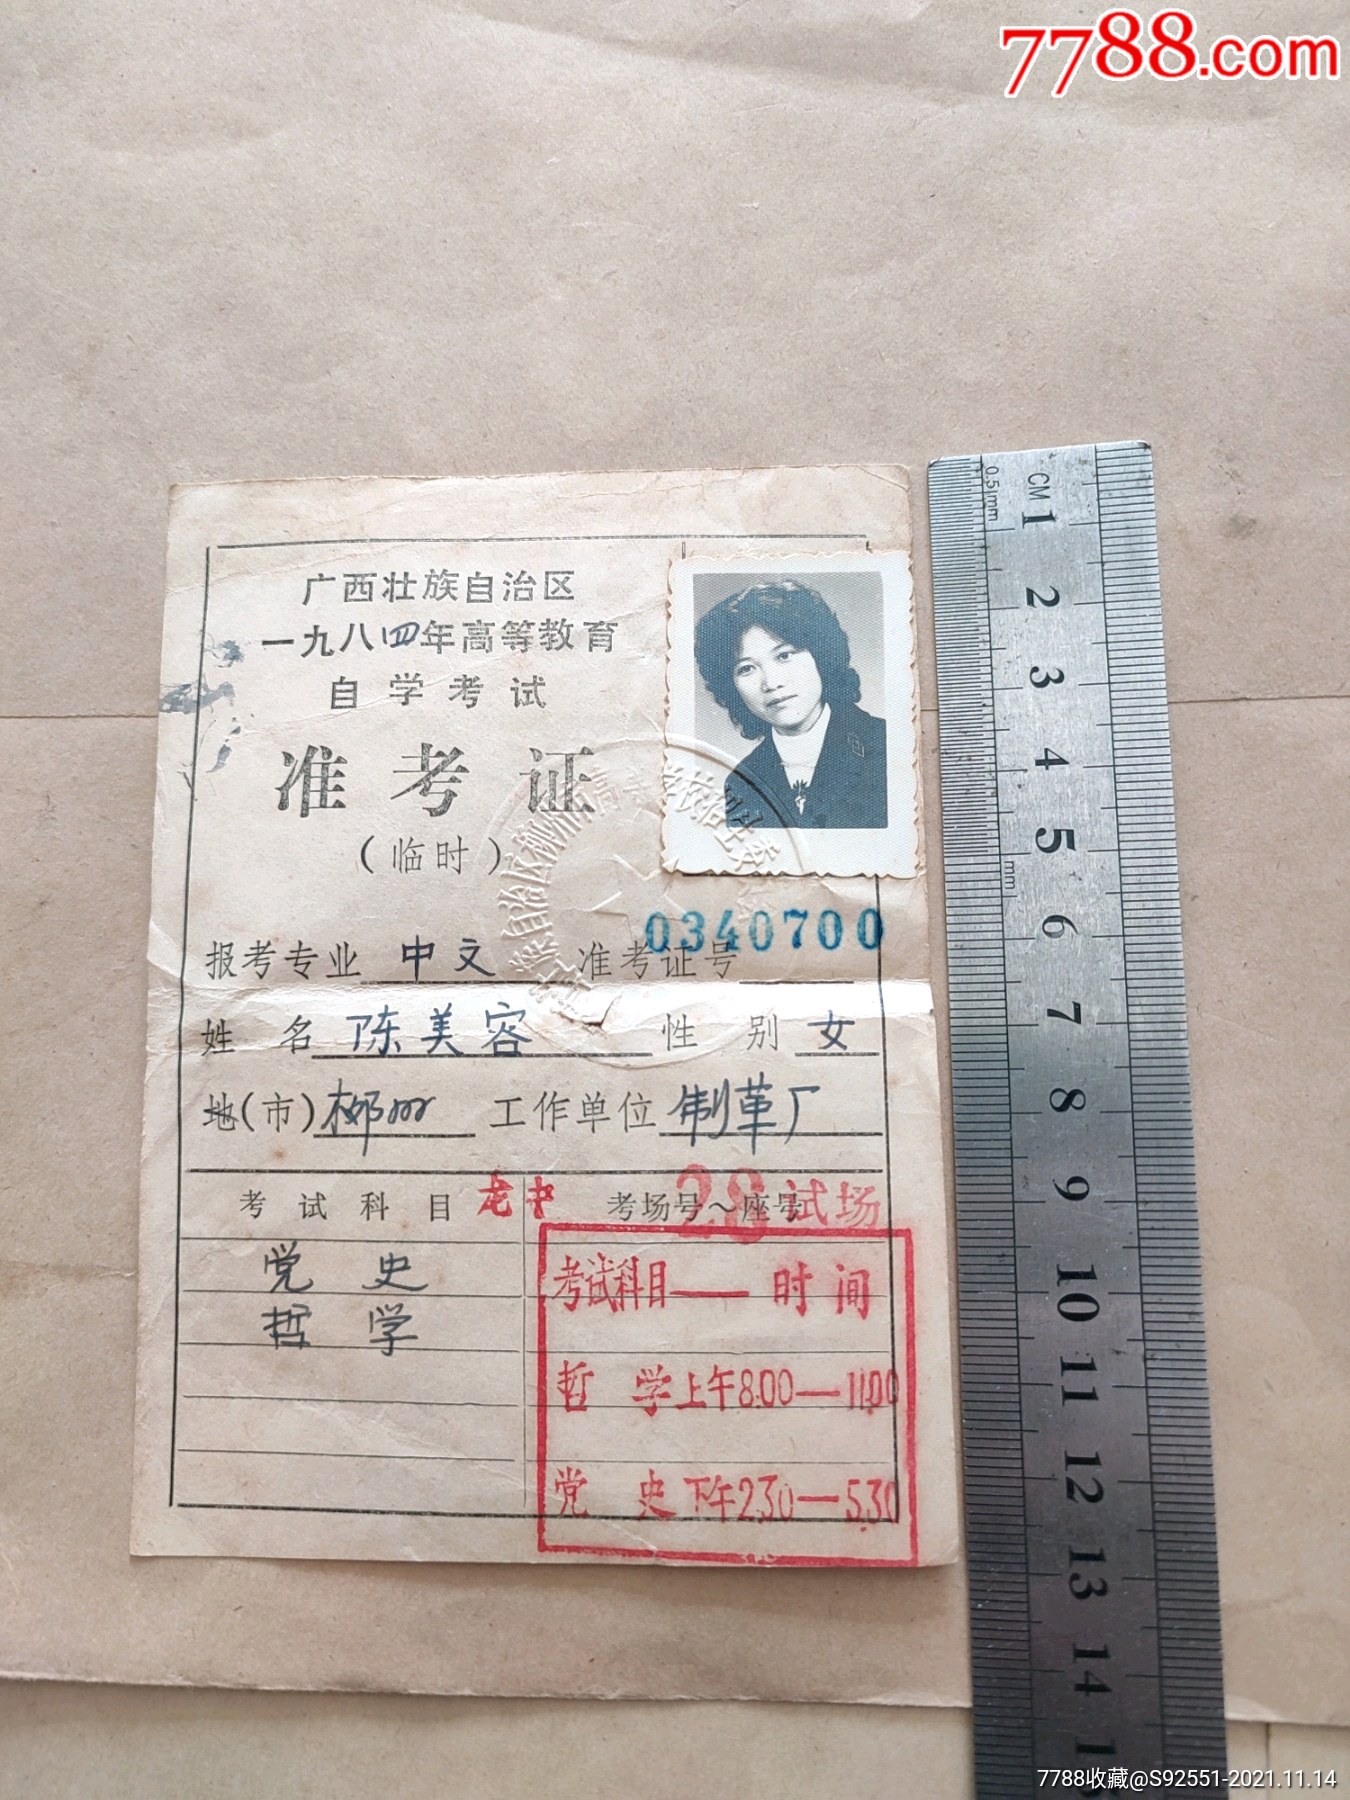 7788.com
广西壮族自治区
一九八四年高等教育
自学考试
准考证
(临时)
0340700
报考专业 中文 准考证号
姓名 陈美容 性别 女
地(市) 柳州 工作单位 制革厂
考试科目 考场号～座号
28试场
党史
哲学
考试科目——时间
哲学上午8.00—11.00
党史下午2.30—5.30
CM
0.5mm
mm
1
2
3
4
5
6
7
8
9
10
11
12
13
14
7788收藏@S92551-2021.11.14